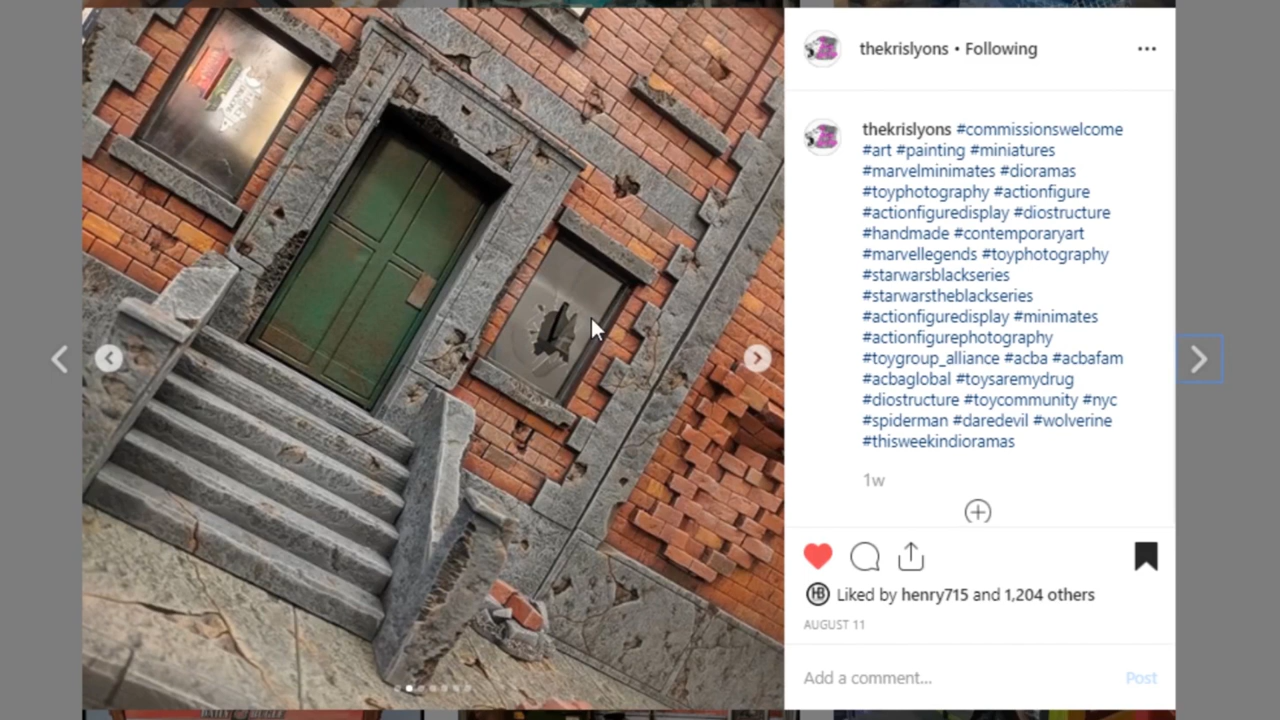 thekrislyons • Following
thekrislyons #commissionswelcome
#art #painting #miniatures
#marvelminimates #dioramas
#toyphotography #actionfigure
#actionfiguredisplay #diostructure
#handmade #contemporaryart
#marvellegends #toyphotography
#starwarsblackseries
#starwarstheblackseries
#actionfiguredisplay #minimates
#actionfigurephotography
#toygroup_alliance #acba #acbafam
#acbaglobal #toysaremydrug
#diostructure #toycommunity #nyc
#spiderman #daredevil #wolverine
#thisweekindioramas
1w
HB Liked by henry715 and 1,204 others
AUGUST 11
Add a comment... Post